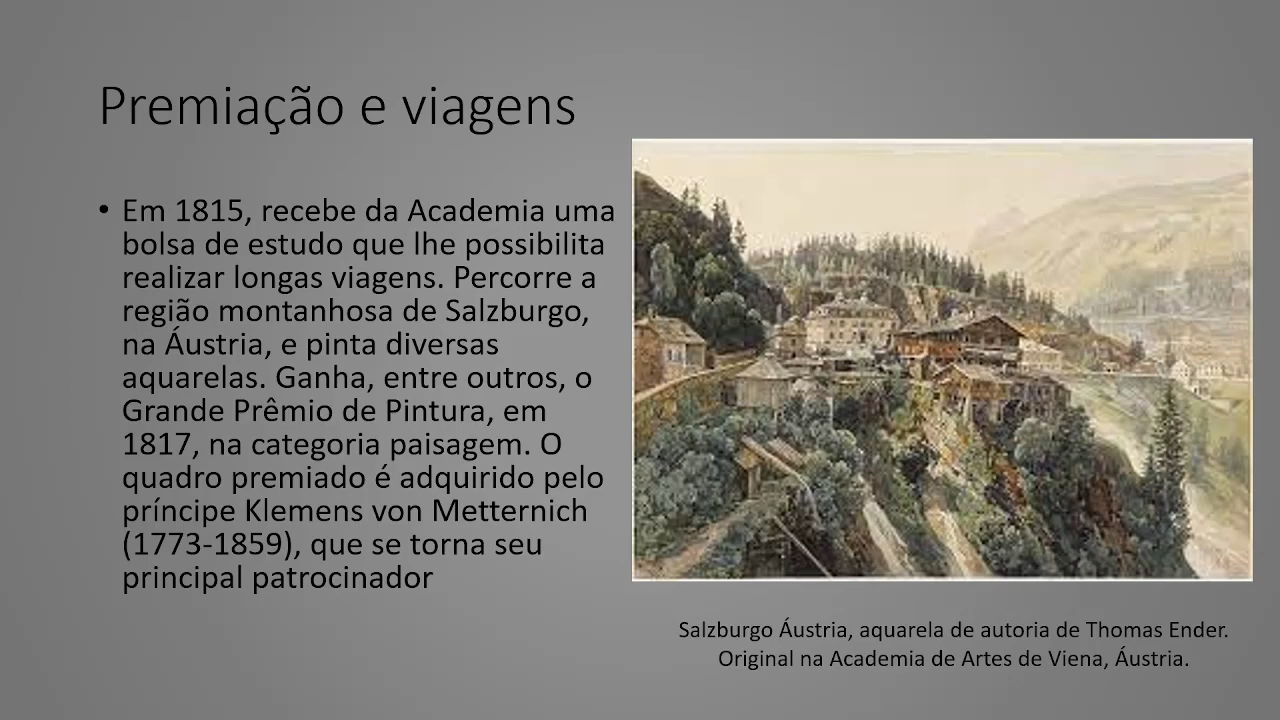 Premiação e viagens
• Em 1815, recebe da Academia uma
bolsa de estudo que lhe possibilita
realizar longas viagens. Percorre a
região montanhosa de Salzburgo,
na Áustria, e pinta diversas
aquarelas. Ganha, entre outros, o
Grande Prêmio de Pintura, em
1817, na categoria paisagem. O
quadro premiado é adquirido pelo
príncipe Klemens von Metternich
(1773-1859), que se torna seu
principal patrocinador
Salzburgo Áustria, aquarela de autoria de Thomas Ender.
Original na Academia de Artes de Viena, Áustria.